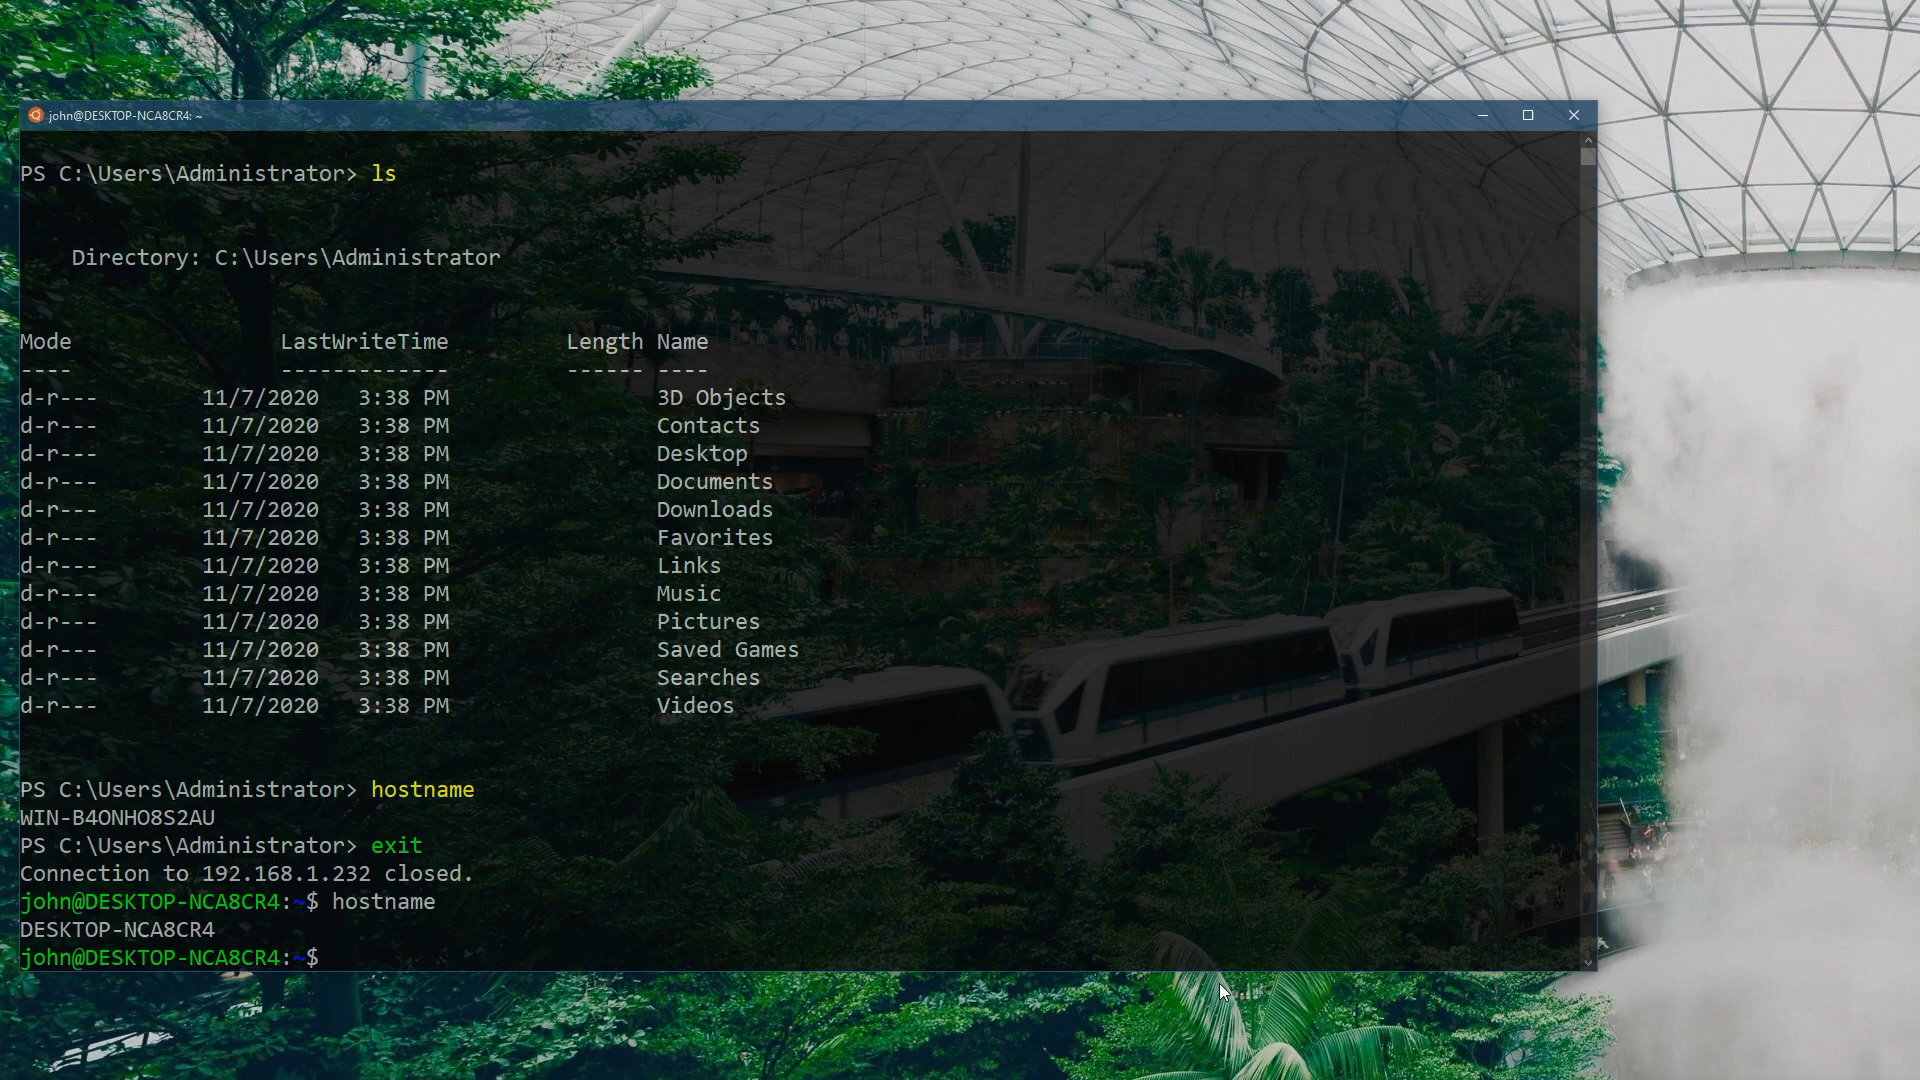 john@DESKTOP-NCA8CR4: ~
PS C:\Users\Administrator> ls
Directory: C:\Users\Administrator
Mode LastWriteTime Length Name
---- ------------- ------ ----
d-r--- 11/7/2020 3:38 PM 3D Objects
d-r--- 11/7/2020 3:38 PM Contacts
d-r--- 11/7/2020 3:38 PM Desktop
d-r--- 11/7/2020 3:38 PM Documents
d-r--- 11/7/2020 3:38 PM Downloads
d-r--- 11/7/2020 3:38 PM Favorites
d-r--- 11/7/2020 3:38 PM Links
d-r--- 11/7/2020 3:38 PM Music
d-r--- 11/7/2020 3:38 PM Pictures
d-r--- 11/7/2020 3:38 PM Saved Games
d-r--- 11/7/2020 3:38 PM Searches
d-r--- 11/7/2020 3:38 PM Videos
PS C:\Users\Administrator> hostname
WIN-B4ONHO8S2AU
PS C:\Users\Administrator> exit
Connection to 192.168.1.232 closed.
john@DESKTOP-NCA8CR4:~$ hostname
DESKTOP-NCA8CR4
john@DESKTOP-NCA8CR4:~$